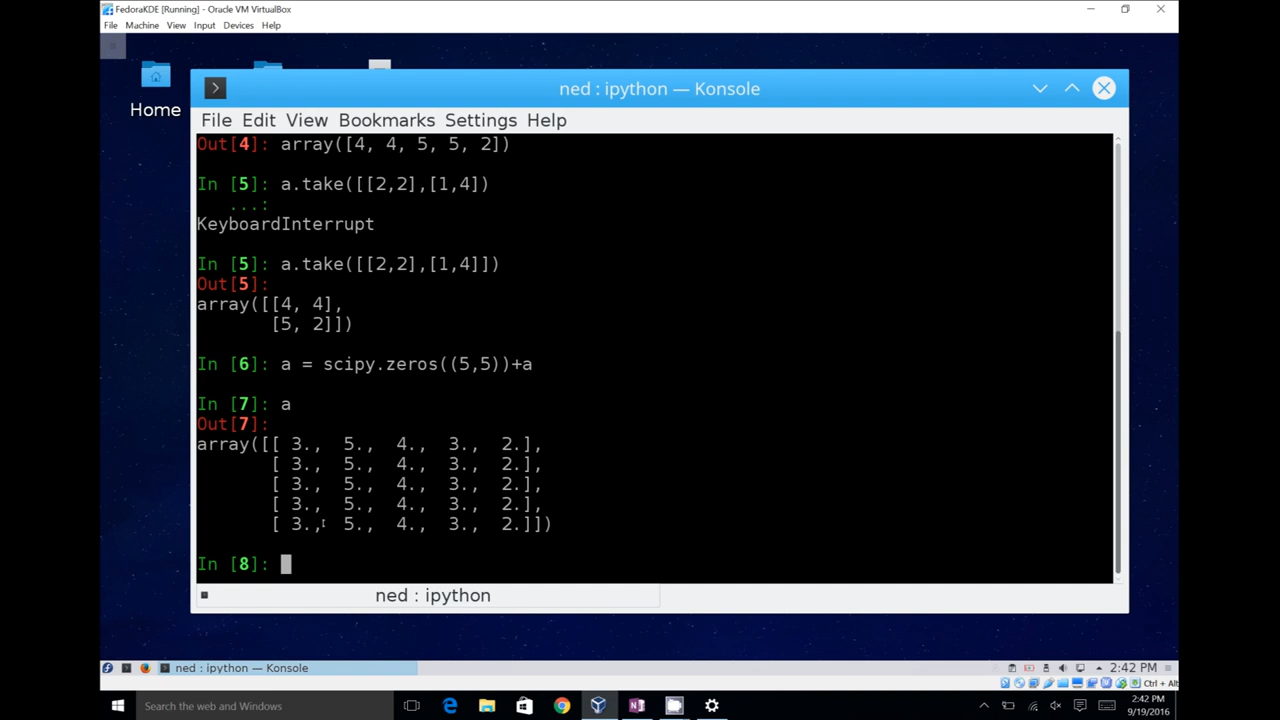 FedoraKDE [Running] - Oracle VM VirtualBox
File Machine View Input Devices Help
Home
ned : ipython — Konsole
File Edit View Bookmarks Settings Help
Out[4]: array([4, 4, 5, 5, 2])
In [5]: a.take([[2,2],[1,4])
...:
KeyboardInterrupt
In [5]: a.take([[2,2],[1,4]])
Out[5]:
array([[4, 4],
[5, 2]])
In [6]: a = scipy.zeros((5,5))+a
In [7]: a
Out[7]:
array([[ 3., 5., 4., 3., 2.],
[ 3., 5., 4., 3., 2.],
[ 3., 5., 4., 3., 2.],
[ 3., 5., 4., 3., 2.],
[ 3., 5., 4., 3., 2.]])
In [8]:
ned : ipython
ned : ipython — Konsole
2:42 PM
Ctrl + Alt
Search the web and Windows
2:42 PM
9/19/2016